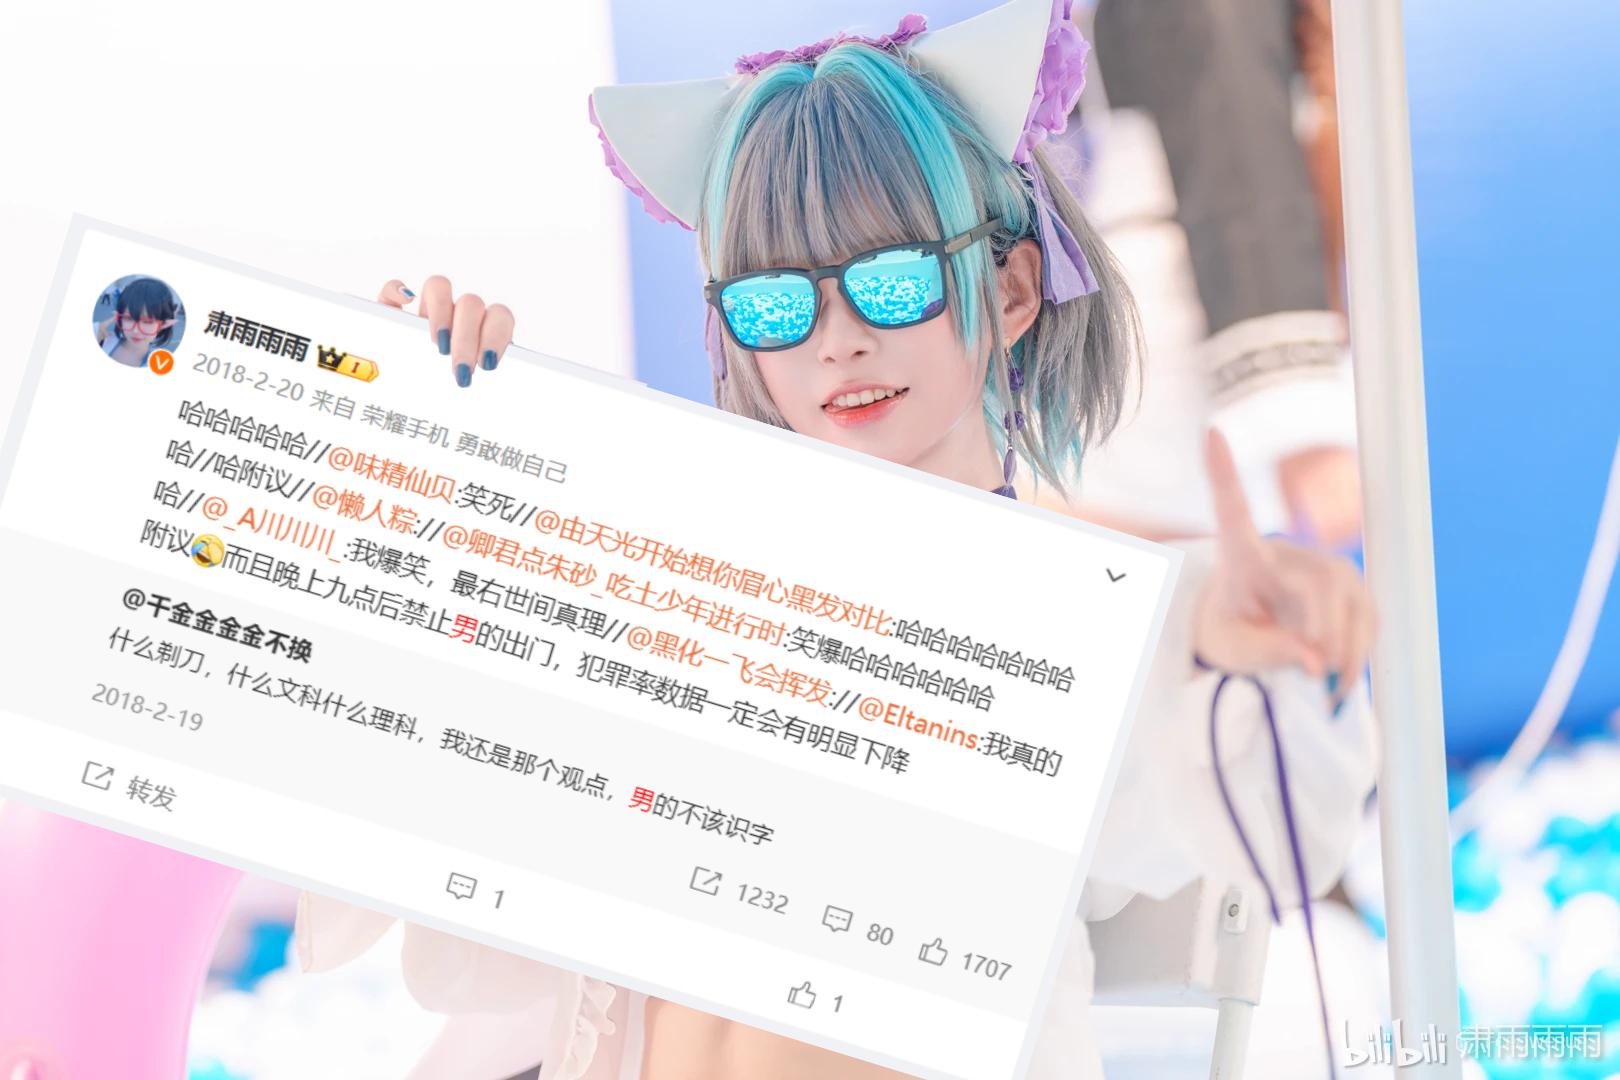 肃雨雨雨
2018-2-20 来自 荣耀手机 勇敢做自己
哈哈哈哈哈//@味精仙贝:笑死//@由天光开始想你眉心黑发对比:哈哈哈哈哈哈哈
哈//哈附议//@懒人粽://@卿君点朱砂_吃土少年进行时:笑爆哈哈哈哈哈哈
哈//@_A川川川_:我爆笑，最右世间真理//@黑化一飞会挥发://@Eltanins:我真的
附议🤣而且晚上九点后禁止男的出门，犯罪率数据一定会有明显下降
@千金金金金不换
什么剃刀，什么文科什么理科，我还是那个观点，男的不该识字
2018-2-19
1232 80 1707
转发 1 1
bilibili 肃雨雨雨